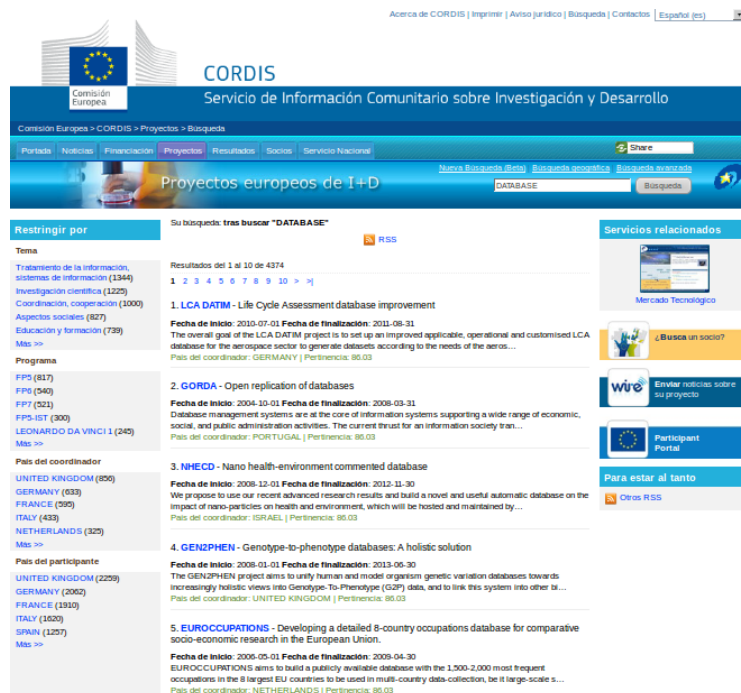 Acerca de CORDIS | Imprimir | Aviso jurídico | Búsqueda | Contactos Español (es)
Comisión
Europea
CORDIS
Servicio de Información Comunitario sobre Investigación y Desarrollo
Comisión Europea > CORDIS > Proyectos > Búsqueda
Portada Noticias Financiación Proyectos Resultados Socios Servicio Nacional Share
Nueva Búsqueda (Beta) Búsqueda geográfica Búsqueda avanzada
Proyectos europeos de I+D DATABASE Búsqueda
Restringir por
Tema
Tratamiento de la información,
sistemas de información (1344)
Investigación científica (1225)
Coordinación, cooperación (1000)
Aspectos sociales (827)
Educación y formación (739)
Más >>
Programa
FP5 (817)
FP6 (540)
FP7 (521)
FP5-IST (300)
LEONARDO DA VINCI 1 (245)
Más >>
País del coordinador
UNITED KINGDOM (856)
GERMANY (633)
FRANCE (595)
ITALY (433)
NETHERLANDS (325)
Más >>
País del participante
UNITED KINGDOM (2259)
GERMANY (2062)
FRANCE (1910)
ITALY (1620)
SPAIN (1257)
Más >>
Su búsqueda: tras buscar "DATABASE"
RSS
Resultados del 1 al 10 de 4374
1 2 3 4 5 6 7 8 9 10 > >|
1. LCA DATIM - Life Cycle Assessment database improvement
Fecha de inicio: 2010-07-01 Fecha de finalización: 2011-08-31
The overall goal of the LCA DATIM project is to set up an improved applicable, operational and customised LCA
database for the aerospace sector to generate datasets according to the needs of the aeros...
País del coordinador: GERMANY | Pertinencia: 86.03
2. GORDA - Open replication of databases
Fecha de inicio: 2004-10-01 Fecha de finalización: 2008-03-31
Database management systems are at the core of information systems supporting a wide range of economic,
social, and public administration activities. The current thrust for an information society tran...
País del coordinador: PORTUGAL | Pertinencia: 86.03
3. NHECD - Nano health-environment commented database
Fecha de inicio: 2008-12-01 Fecha de finalización: 2012-11-30
We propose to use our recent advanced research results and build a novel and useful automatic database on the
impact of nano-particles on health and environment, which will be hosted and maintained by...
País del coordinador: ISRAEL | Pertinencia: 86.03
4. GEN2PHEN - Genotype-to-phenotype databases: A holistic solution
Fecha de inicio: 2008-01-01 Fecha de finalización: 2013-06-30
The GEN2PHEN project aims to unify human and model organism genetic variation databases towards
increasingly holistic views into Genotype-To-Phenotype (G2P) data, and to link this system into other bi...
País del coordinador: UNITED KINGDOM | Pertinencia: 86.03
5. EUROCCUPATIONS - Developing a detailed 8-country occupations database for comparative
socio-economic research in the European Union.
Fecha de inicio: 2006-05-01 Fecha de finalización: 2009-04-30
EUROCCUPATIONS aims to build a publicly available database with the 1,500-2,000 most frequent
occupations in the 8 largest EU countries to be used in multi-country data-collection, be it large-scale s...
País del coordinador: NETHERLANDS | Pertinencia: 86.03
Servicios relacionados
Mercado Tecnológico
¿Busca un socio?
wire Enviar noticias sobre
su proyecto
Participant
Portal
Para estar al tanto
Otros RSS